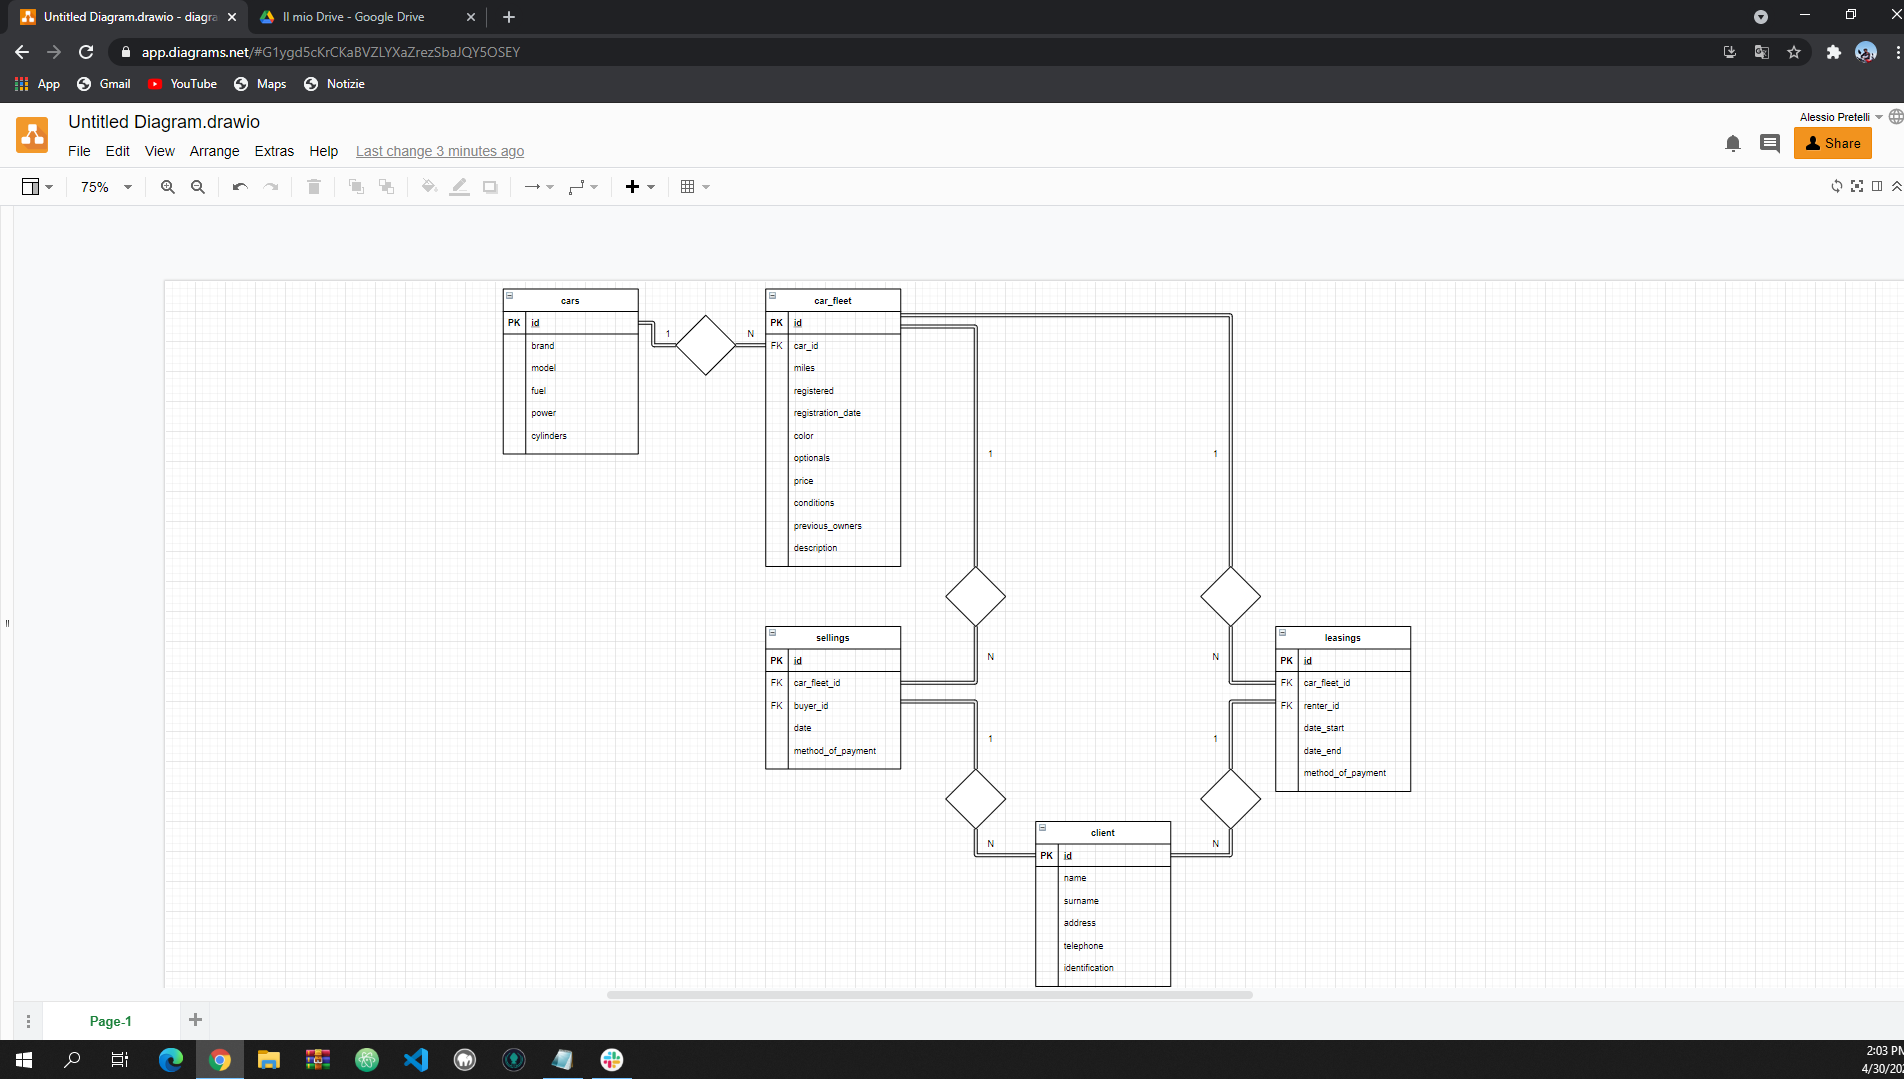 Untitled Diagram.drawio - diagra
Il mio Drive - Google Drive
app.diagrams.net/#G1ygd5cKrCKaBVZLYXaZrezSbaJQY5OSEY
App
Gmail
YouTube
Maps
Notizie
Untitled Diagram.drawio
Alessio Pretelli
File Edit View Arrange Extras Help Last change 3 minutes ago
Share
75%
cars
PK id
brand
model
fuel
power
cylinders
1
N
car_fleet
PK id
FK car_id
miles
registered
registration_date
color
optionals
price
conditions
previous_owners
description
1
1
sellings
PK id
FK car_fleet_id
FK buyer_id
date
method_of_payment
N
N
leasings
PK id
FK car_fleet_id
FK renter_id
date_start
date_end
method_of_payment
1
1
N
N
client
PK id
name
surname
address
telephone
identification
Page-1
2:03 PM
4/30/20